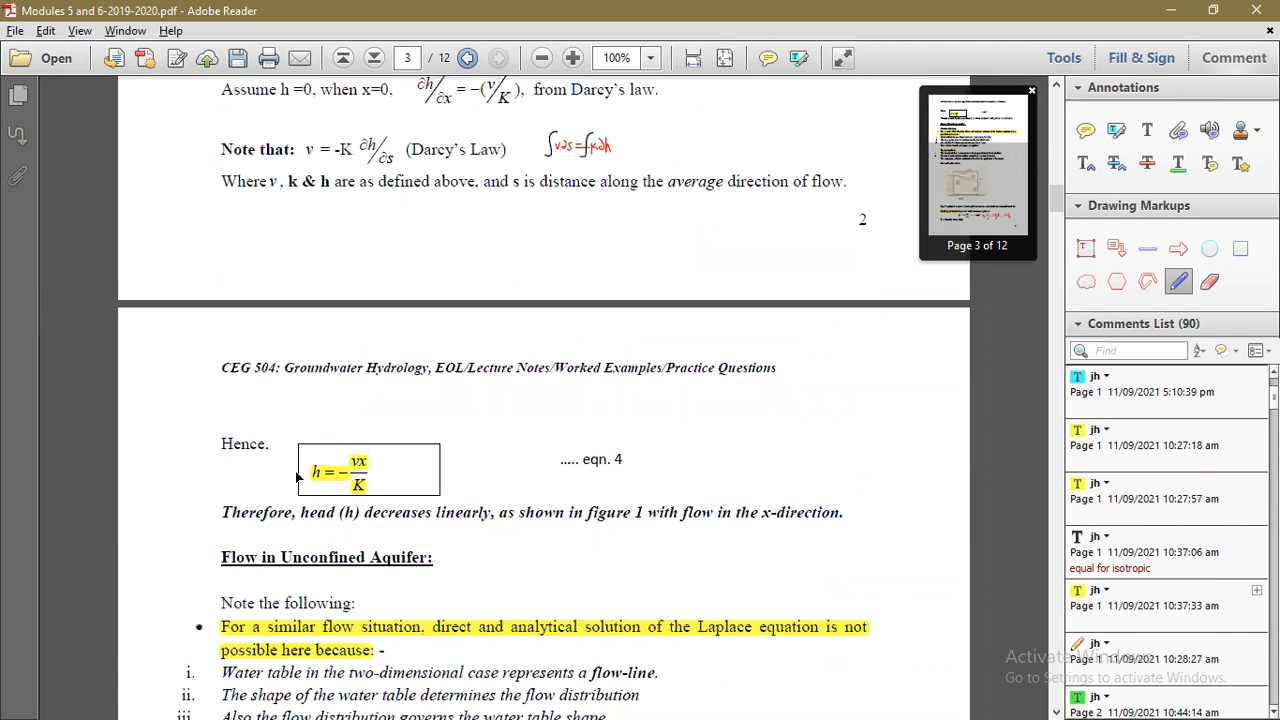 Modules 5 and 6-2019-2020.pdf - Adobe Reader
File Edit View Window Help
Open 3 / 12 100% Tools Fill & Sign Comment
Assume h =0, when x=0, ∂h/∂x = −(v/K), from Darcy's law.
Note that: v = -K ∂h/∂s (Darcy's Law) ∫v∂s=∫-K∂h
Where v, k & h are as defined above, and s is distance along the average direction of flow.
2
CEG 504: Groundwater Hydrology, EOL/Lecture Notes/Worked Examples/Practice Questions
Hence,
h = − vx/K
..... eqn. 4
Therefore, head (h) decreases linearly, as shown in figure 1 with flow in the x-direction.
Flow in Unconfined Aquifer:
Note the following:
• For a similar flow situation, direct and analytical solution of the Laplace equation is not
possible here because: -
i. Water table in the two-dimensional case represents a flow-line.
ii. The shape of the water table determines the flow distribution
iii. Also the flow distribution governs the water table shape
Page 3 of 12
Annotations
Drawing Markups
Comments List (90)
Find
jh
Page 1 11/09/2021 5:10:39 pm
jh
Page 1 11/09/2021 10:27:18 am
jh
Page 1 11/09/2021 10:27:57 am
jh
Page 1 11/09/2021 10:37:06 am
equal for isotropic
jh
Page 1 11/09/2021 10:37:33 am
jh
Page 1 11/09/2021 10:28:27 am
jh
Page 2 11/09/2021 10:44:14 am
Activate Windows
Go to Settings to activate Windows.